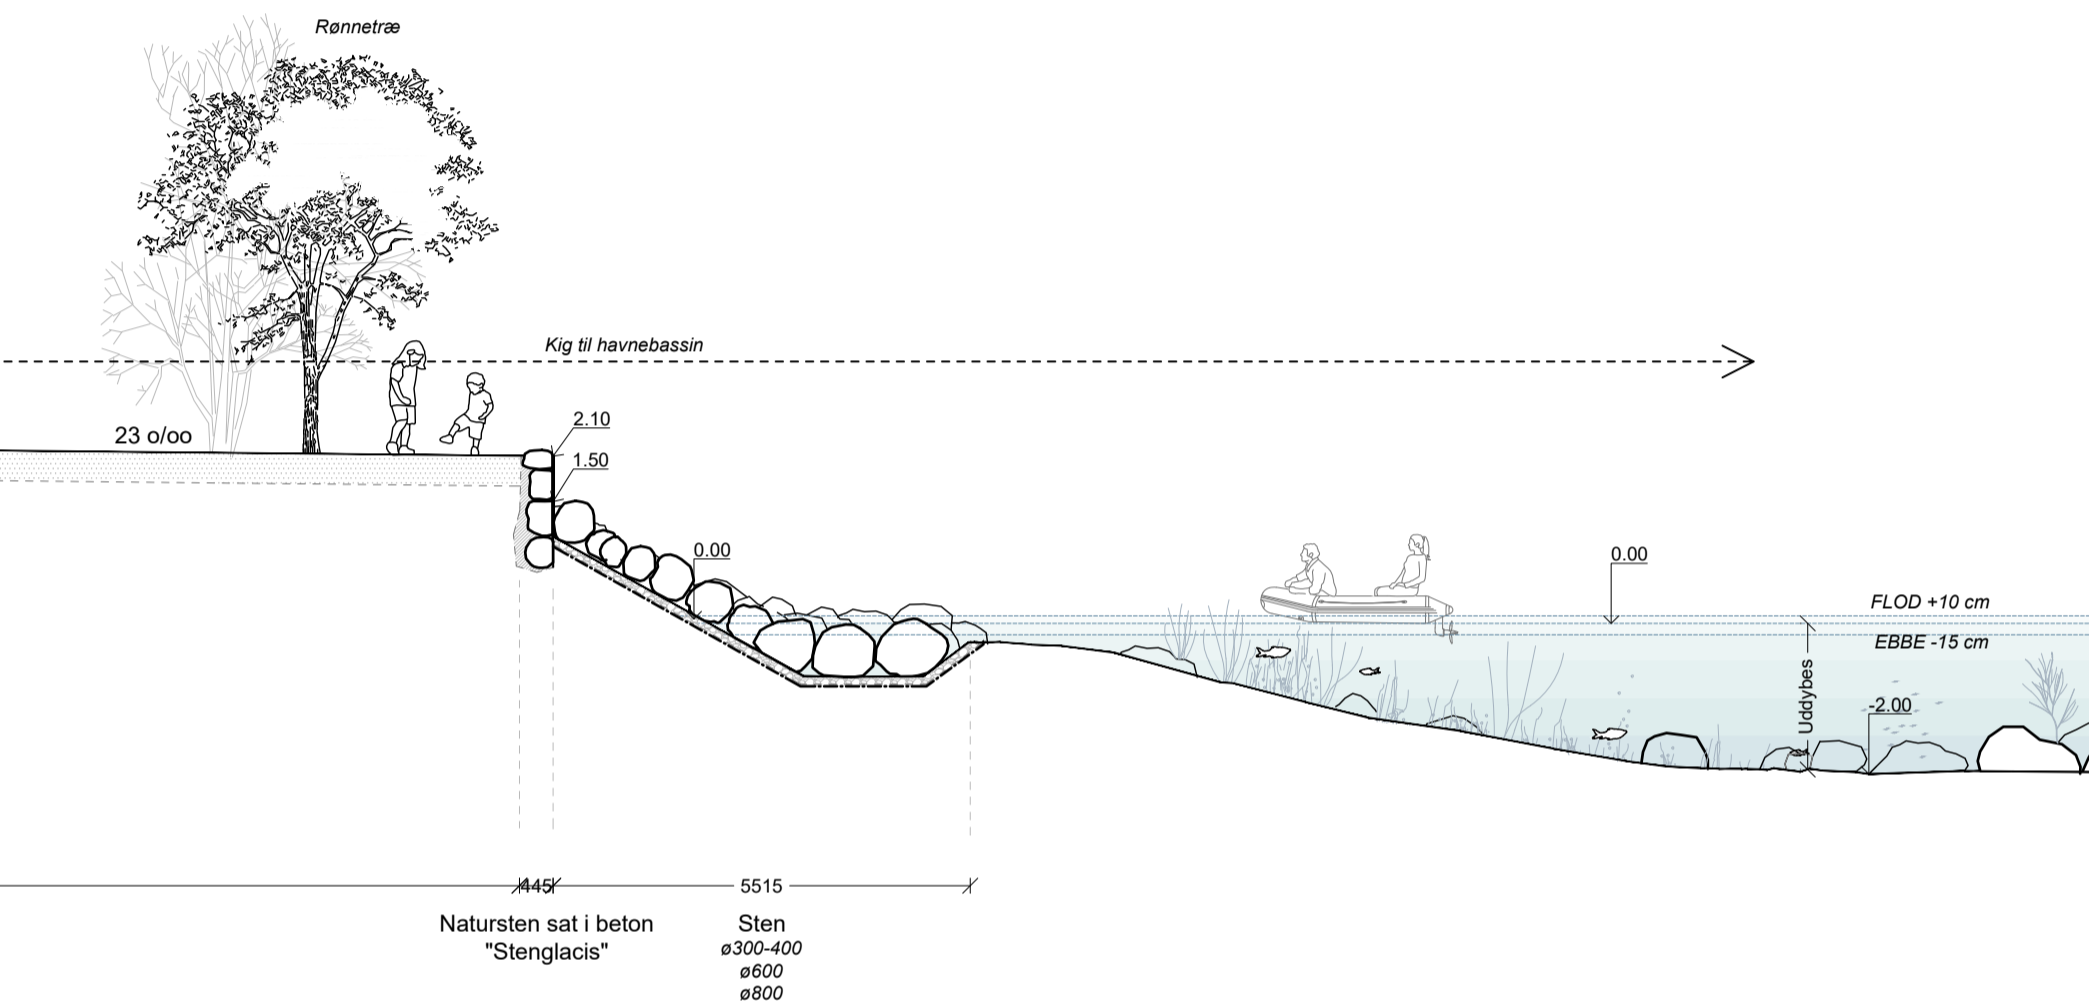 Rønnetræ
Kig til havnebassin
2.10
23 o/oo
1.50
0.00
0.00
FLOD +10 cm
EBBE -15 cm
Uddybes
-2.00
445
5515
Natursten sat i beton
"Stenglacis"
Sten
ø300-400
ø600
ø800